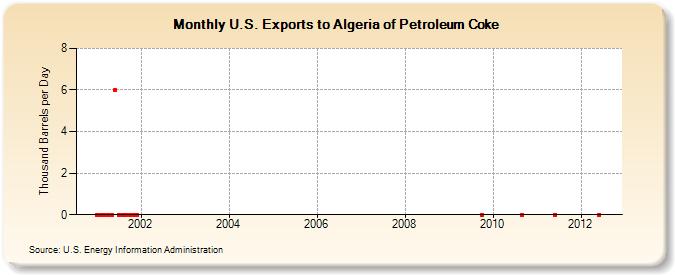 Monthly U.S. Exports to Algeria of Petroleum Coke
Thousand Barrels per Day
8
6
4
2
0
2002 2004 2006 2008 2010 2012
Source: U.S. Energy Information Administration